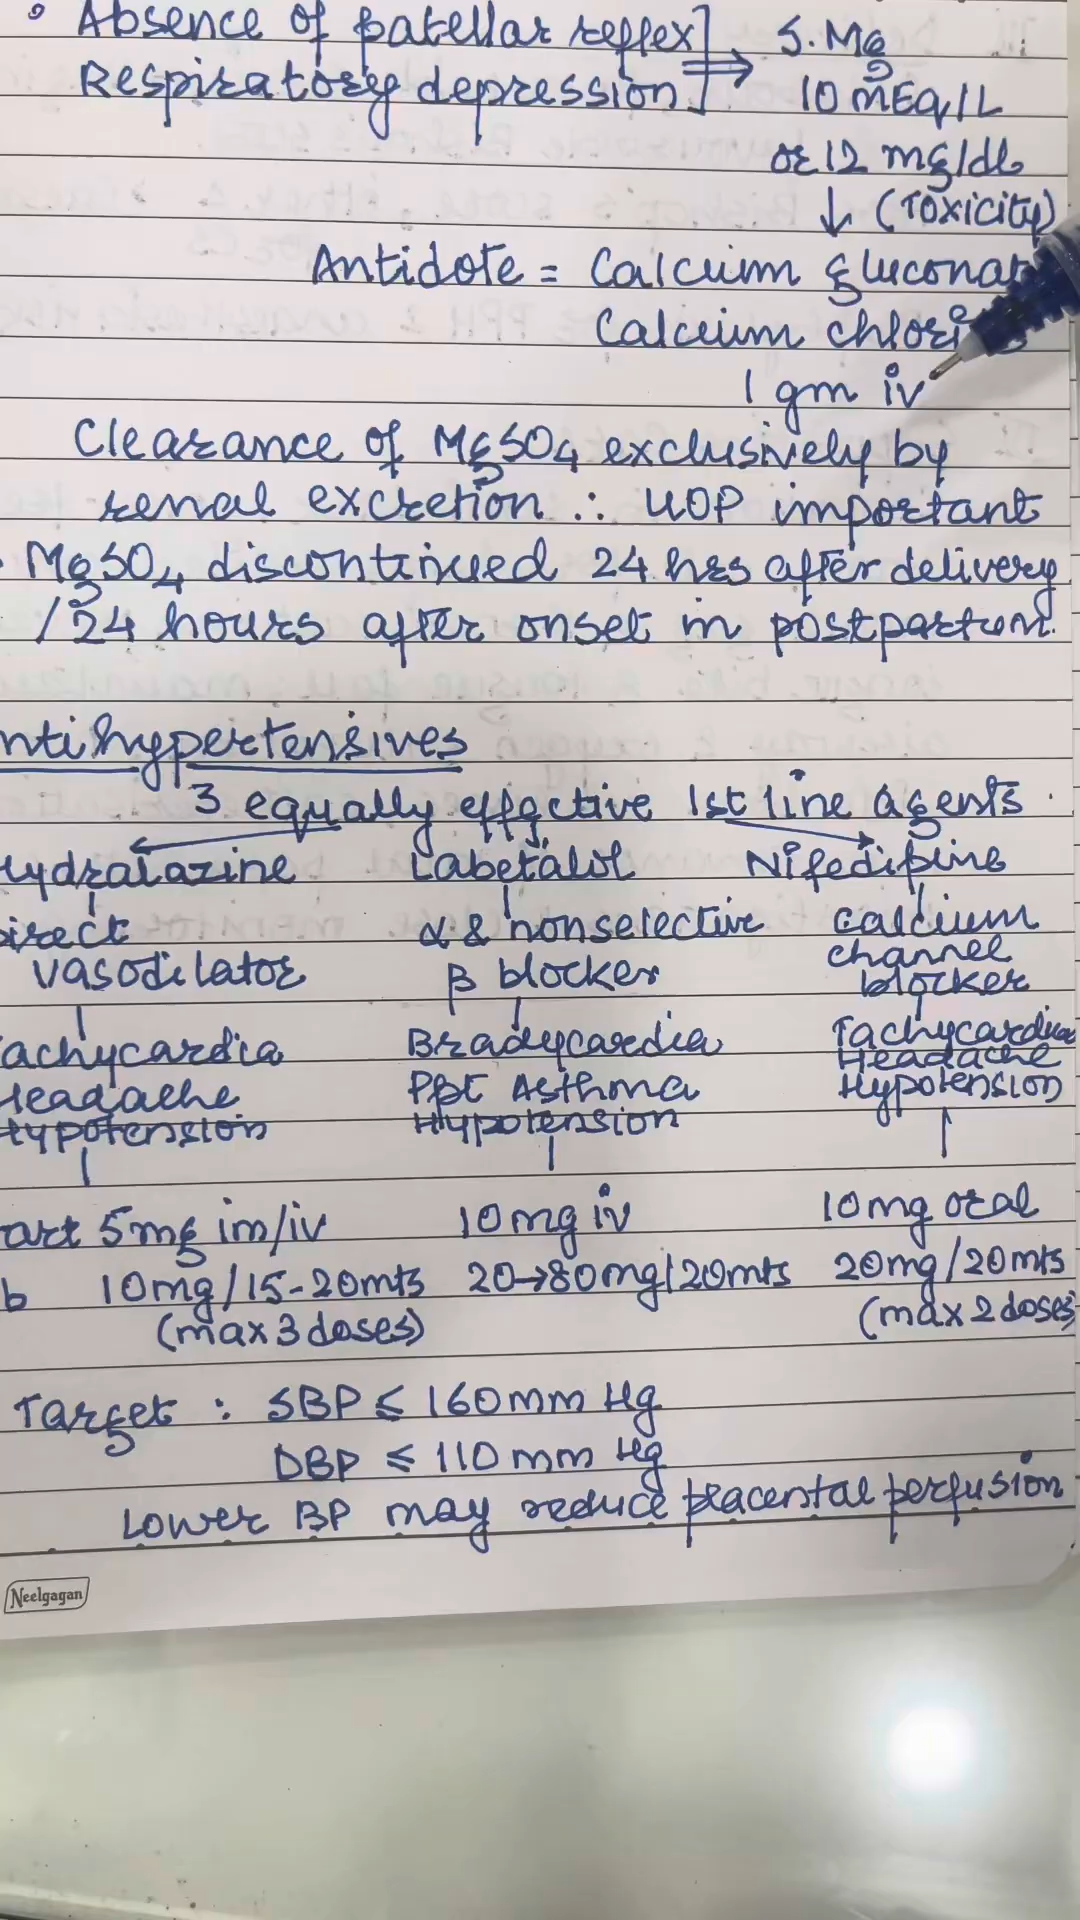 • Absence of patellar reflex] ⇒ S. Mg
Respiratory depression] 10 mEq/L
or 12 mg/dl
↓ (Toxicity)
Antidote = Calcium
Calcium
1 gm iv
Clearance of MgSO4 exclusively by
renal excretion ∴ UOP important
MgSO4 discontinued 24 hrs after delivery
/24 hours after onset in postpartum.
ntihypertensives
3 equally effective 1st line agents.
ydralazine Labetalol Nifedipine
irect α & nonselective calcium
vasodilator β blocker channel
blocker
achycardia Bradycardia Tachycardia
eadache PPt Asthma Headache
ypotension Hypotension Hypotension
art 5mg im/iv 10mg iv 10mg oral
b 10mg/15-20mts 20→80mg/20mts 20mg/20mts
(max 3 doses) (max 2 doses)
Target : SBP ≤ 160mm Hg
DBP ≤ 110 mm Hg
Lower BP may reduce placental perfusion
Neelgagan